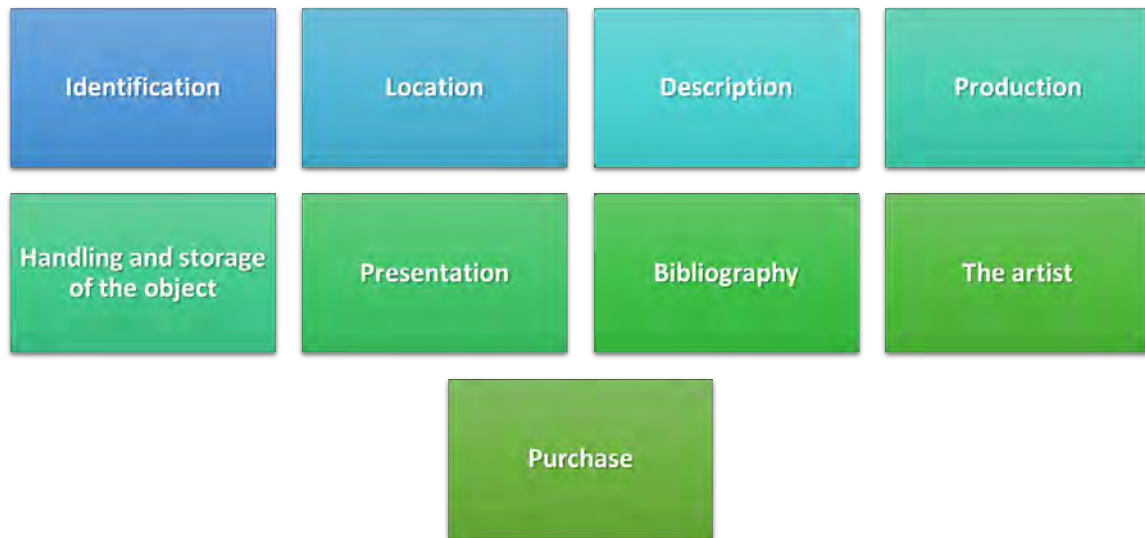 Identification
Location
Description
Production
Handling and storage
of the object
Presentation
Bibliography
The artist
Purchase